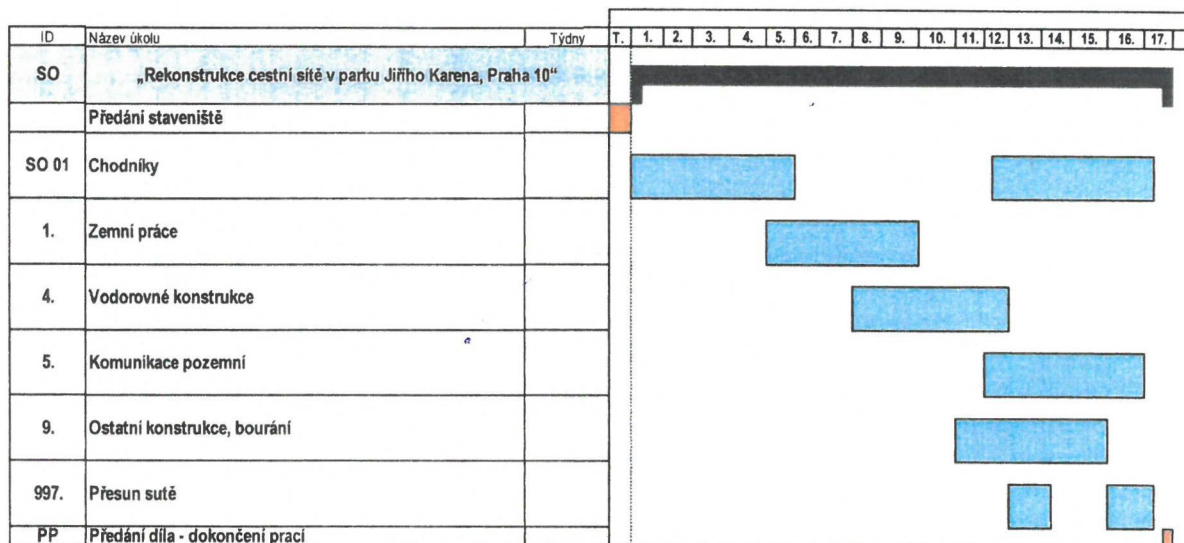 ID Název úkolu Týdny T. 1. 2. 3. 4. 5. 6. 7. 8. 9. 10. 11. 12. 13. 14. 15. 16. 17.
SO „Rekonstrukce cestní sítě v parku Jiřího Karena, Praha 10“
Předání staveniště
SO 01 Chodníky
1. Zemní práce
4. Vodorovné konstrukce
5. Komunikace pozemní
9. Ostatní konstrukce, bourání
997. Přesun sutě
PP Předání díla - dokončení prací